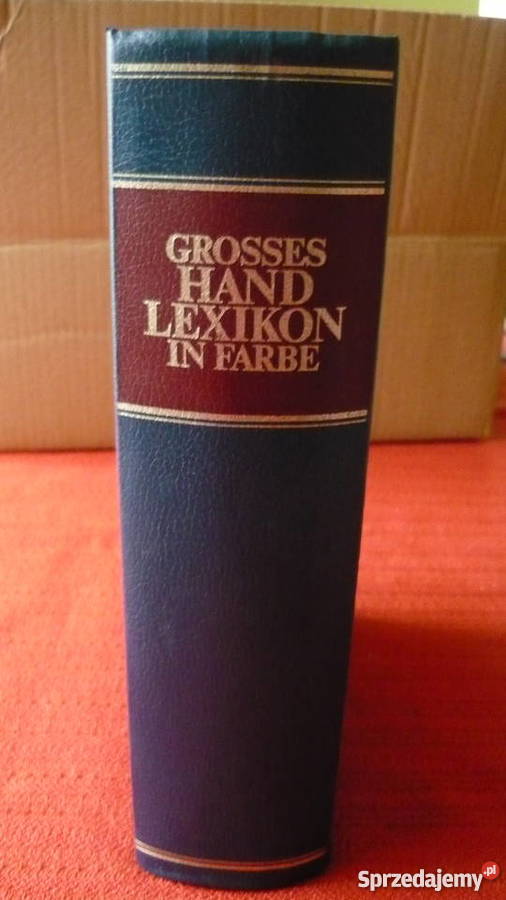 GROSSES
HAND
LEXIKON
IN FARBE
Sprzedajemy.pl